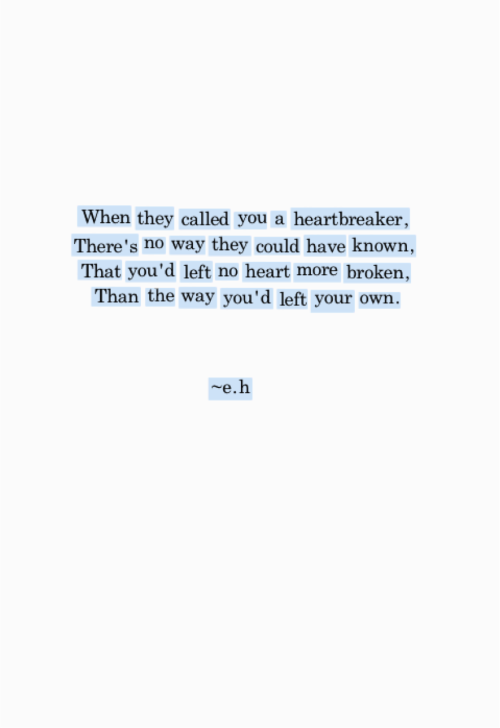 When they called you a heartbreaker,
There's no way they could have known,
That you'd left no heart more broken,
Than the way you'd left your own.
~e.h